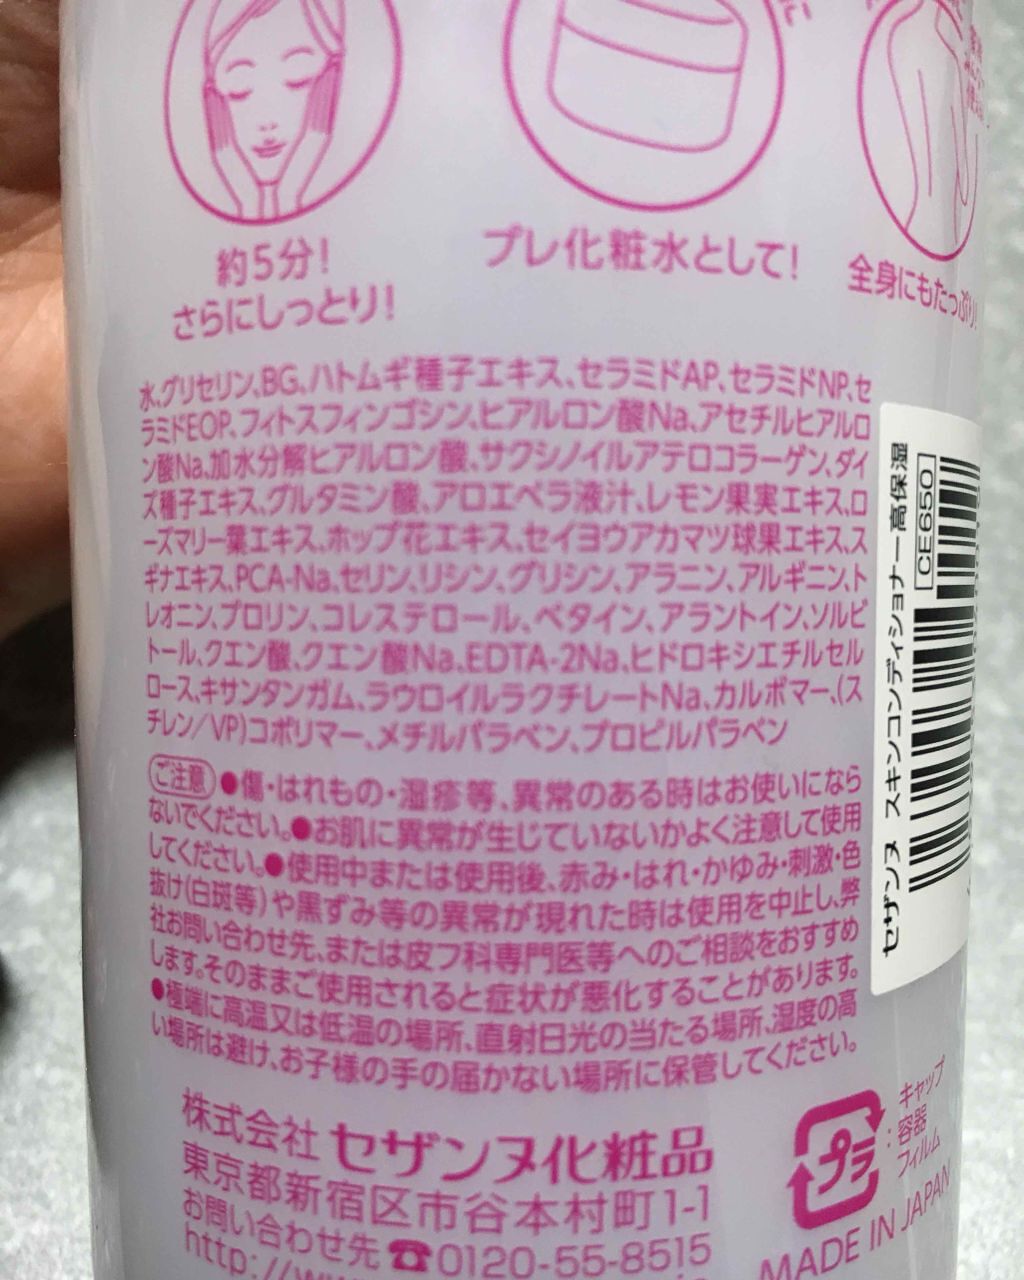 約5分!
さらにしっとり!
プレ化粧水として!
全身にもたっぷり!
水、グリセリン、BG、ハトムギ種子エキス、セラミドAP、セラミドNP、セ
ラミドEOP、フィトスフィンゴシン、ヒアルロン酸Na、アセチルヒアルロ
ン酸Na、加水分解ヒアルロン酸、サクシノイルアテロコラーゲン、ダイ
ズ種子エキス、グルタミン酸、アロエベラ液汁、レモン果実エキス、ロ
ーズマリー葉エキス、ホップ花エキス、セイヨウアカマツ球果エキス、ス
ギナエキス、PCA-Na、セリン、リシン、グリシン、アラニン、アルギニン、ト
レオニン、プロリン、コレステロール、ベタイン、アラントイン、ソルビ
トール、クエン酸、クエン酸Na、EDTA-2Na、ヒドロキシエチルセル
ロース、キサンタンガム、ラウロイルラクチレートNa、カルボマー、(ス
チレン/VP)コポリマー、メチルパラベン、プロピルパラベン
ご注意 ●傷・はれもの・湿疹等、異常のある時はお使いになら
ないでください。●お肌に異常が生じていないかよく注意して使用
してください。●使用中または使用後、赤み・はれ・かゆみ・刺激・色
抜け(白斑等)や黒ずみ等の異常が現れた時は使用を中止し、弊
社お問い合わせ先、または皮フ科専門医等へのご相談をおすすめ
します。そのままご使用されると症状が悪化することがあります。
●極端に高温又は低温の場所、直射日光の当たる場所、湿度の高
い場所は避け、お子様の手の届かない場所に保管してください。
株式会社 セザンヌ化粧品
東京都新宿区市谷本村町1-1
お問い合わせ先 ☎0120-55-8515
http://w
プラ
: キャップ
容器
フィルム
MADE IN JAPAN
セザンヌ スキンコンディショナー高保湿
CE650